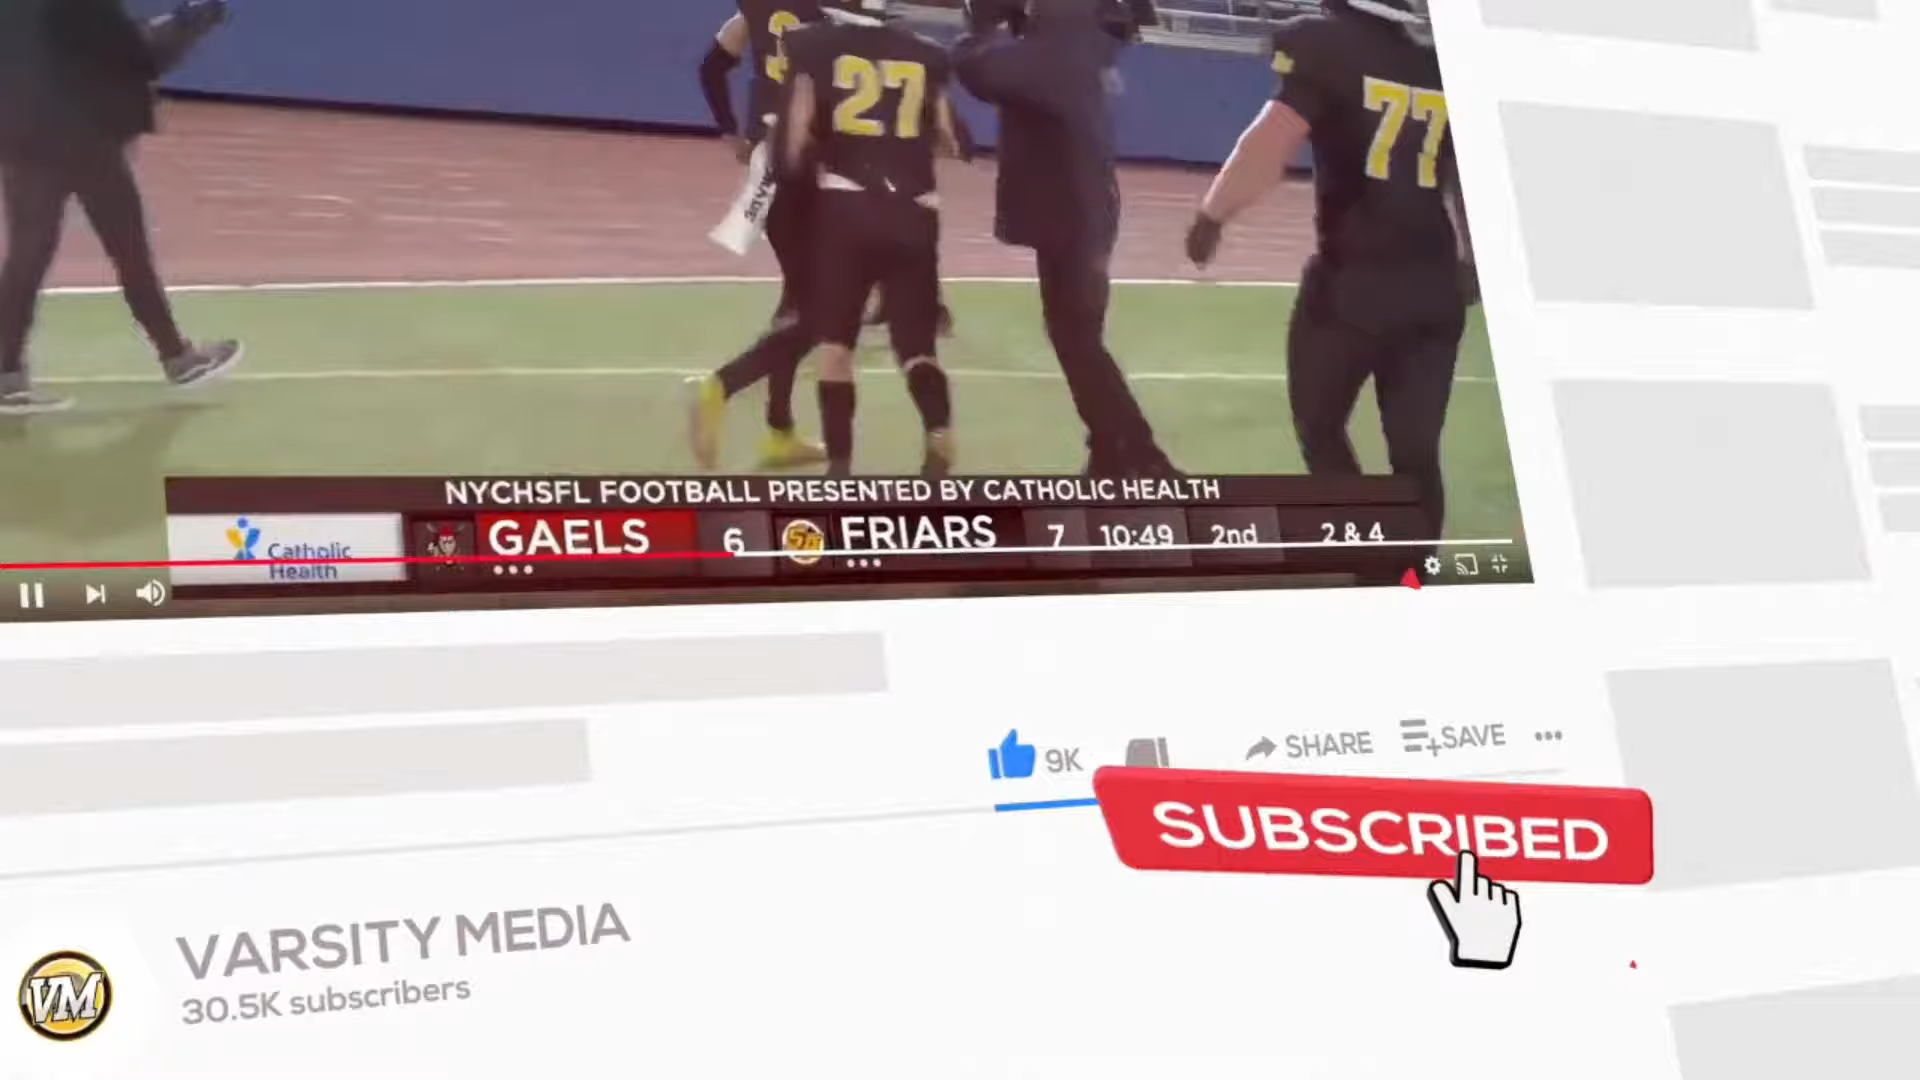 27
77
NYCHSFL FOOTBALL PRESENTED BY CATHOLIC HEALTH
Catholic Health
GAELS 6 FRIARS 7 10:49 2nd 2 & 4
9K SHARE SAVE
SUBSCRIBED
VARSITY MEDIA
30.5K subscribers
VM